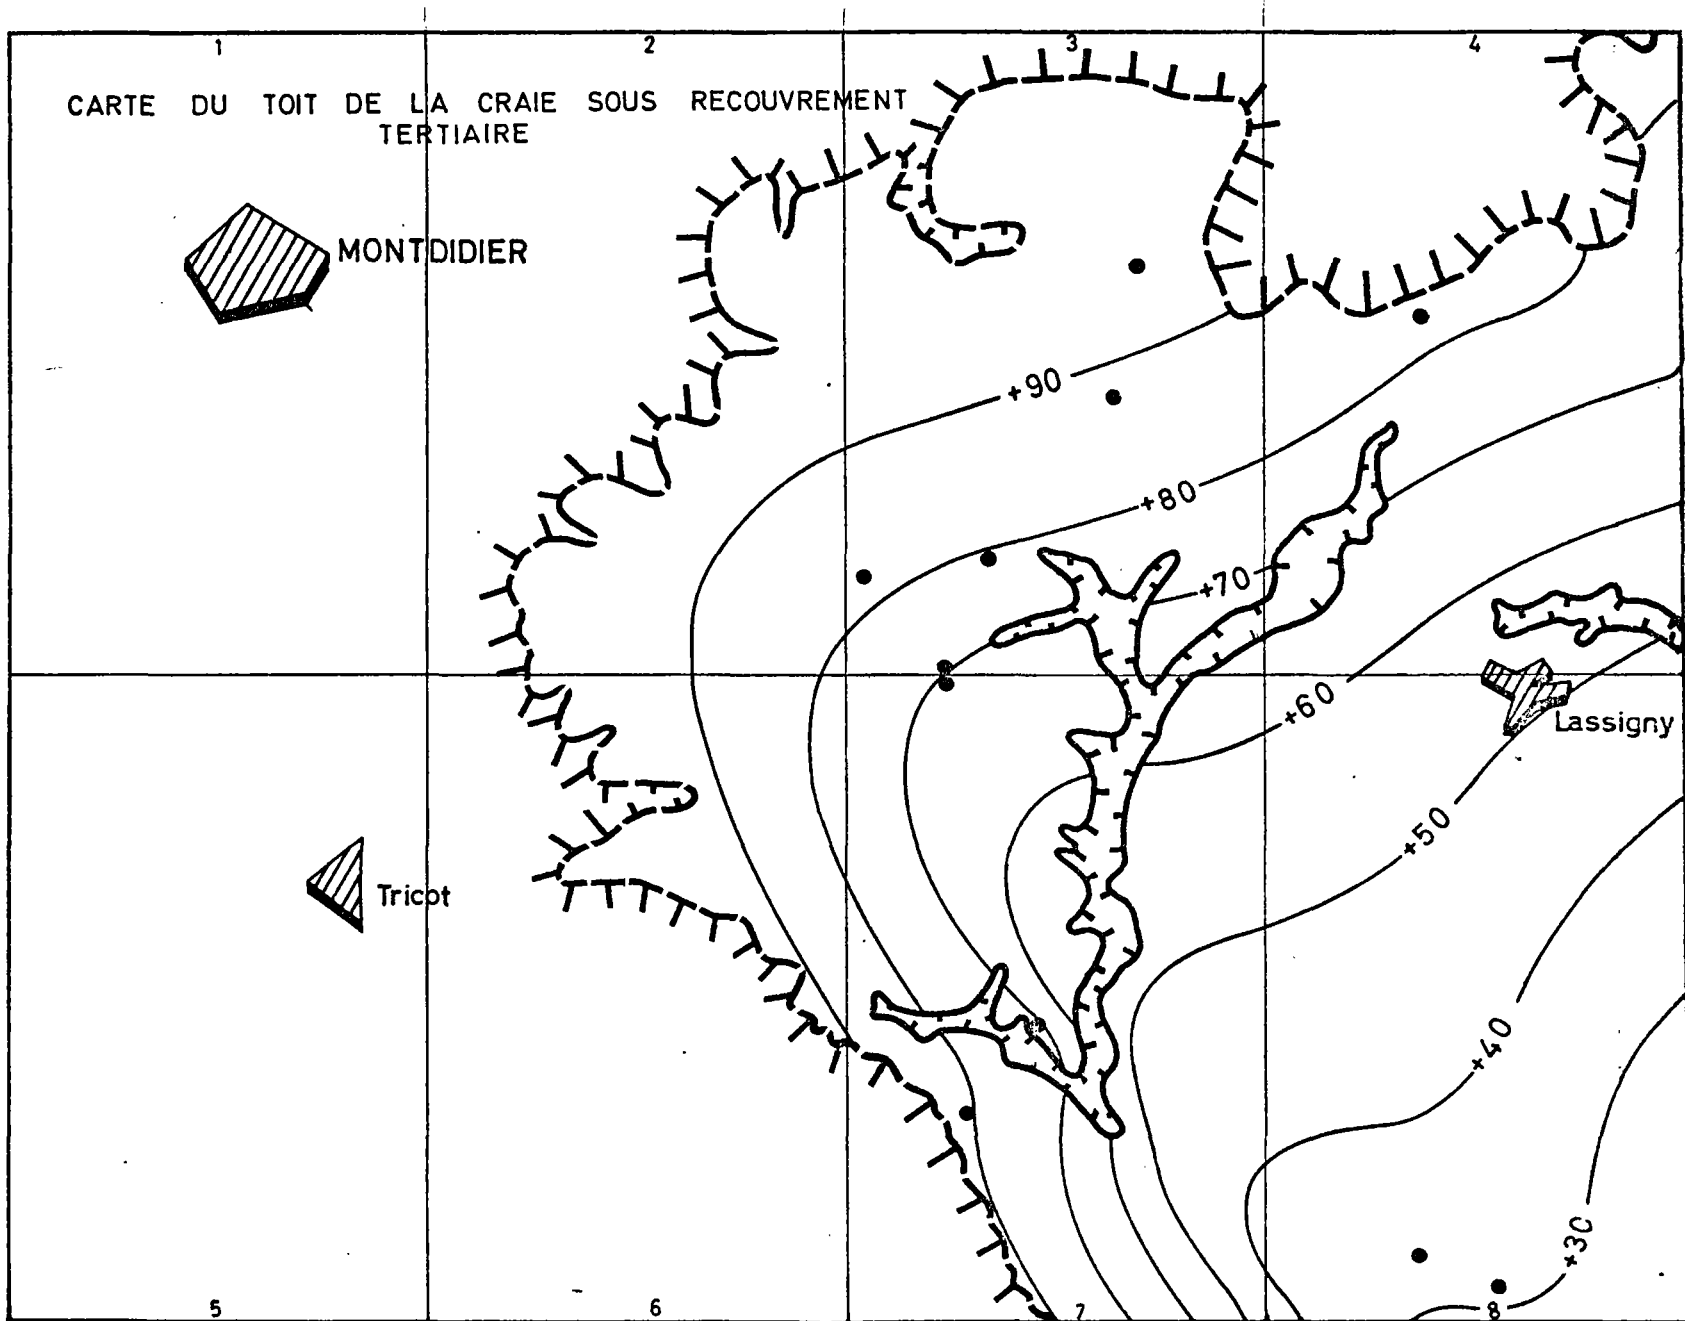 1 2 3 4
CARTE DU TOIT DE LA CRAIE SOUS RECOUVREMENT
TERTIAIRE
MONTDIDIER
+90
+80
+70
+60
Lassigny
+50
Tricot
+40
+30
5 6 7 8